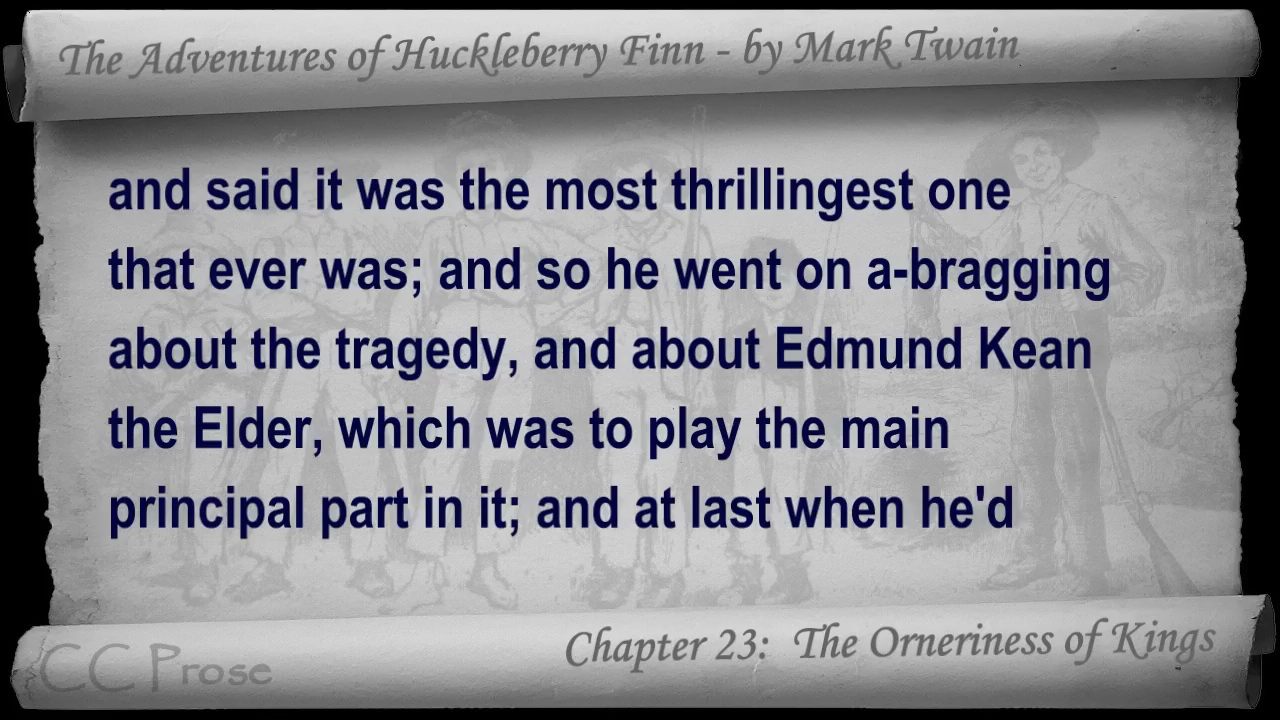 The Adventures of Huckleberry Finn - by Mark Twain
and said it was the most thrillingest one
that ever was; and so he went on a-bragging
about the tragedy, and about Edmund Kean
the Elder, which was to play the main
principal part in it; and at last when he'd
Chapter 23: The Orneriness of Kings
CC Prose